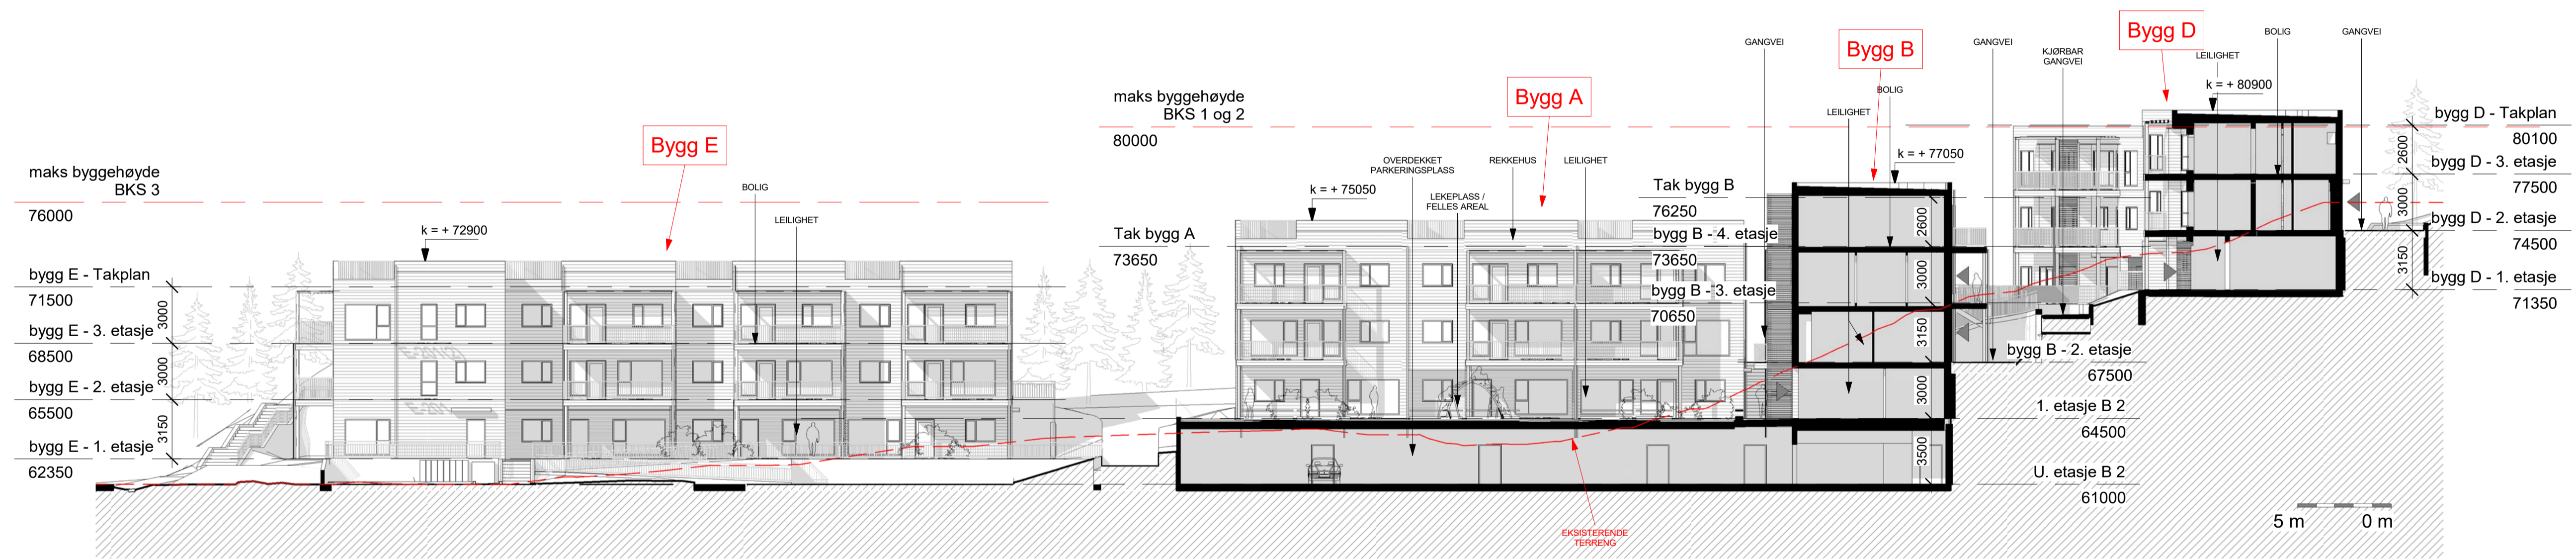 maks byggehøyde
BKS 3
76000
Bygg E
BOLIG
LEILIGHET
k = + 72900
bygg E - Takplan
71500
3000
bygg E - 3. etasje
68500
3000
bygg E - 2. etasje
65500
3150
bygg E - 1. etasje
62350
maks byggehøyde
BKS 1 og 2
80000
Bygg A
OVERDEKKET
PARKERINGSPLASS
REKKEHUS
LEILIGHET
k = + 75050
LEKEPLASS /
FELLES AREAL
Tak bygg A
73650
EKSISTERENDE
TERRENG
GANGVEI
Bygg B
BOLIG
LEILIGHET
k = + 77050
Tak bygg B
76250
2600
bygg B - 4. etasje
73650
3000
bygg B - 3. etasje
70650
3150
bygg B - 2. etasje
67500
3000
1. etasje B 2
64500
3500
U. etasje B 2
61000
GANGVEI
KJØRBAR
GANGVEI
Bygg D
LEILIGHET
BOLIG
GANGVEI
k = + 80900
bygg D - Takplan
80100
2600
bygg D - 3. etasje
77500
3000
bygg D - 2. etasje
74500
3150
bygg D - 1. etasje
71350
5 m
0 m